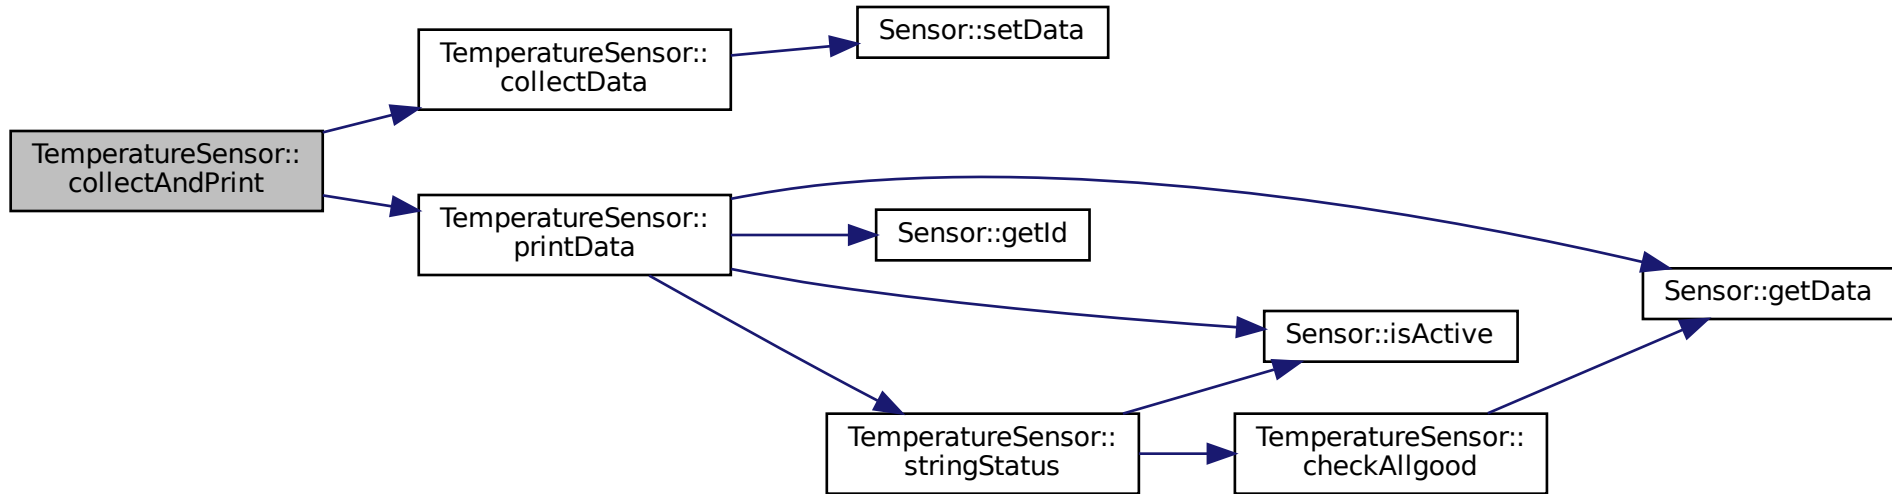 TemperatureSensor::
collectAndPrint
TemperatureSensor::
collectData
Sensor::setData
TemperatureSensor::
printData
Sensor::getId
Sensor::getData
Sensor::isActive
TemperatureSensor::
stringStatus
TemperatureSensor::
checkAllgood